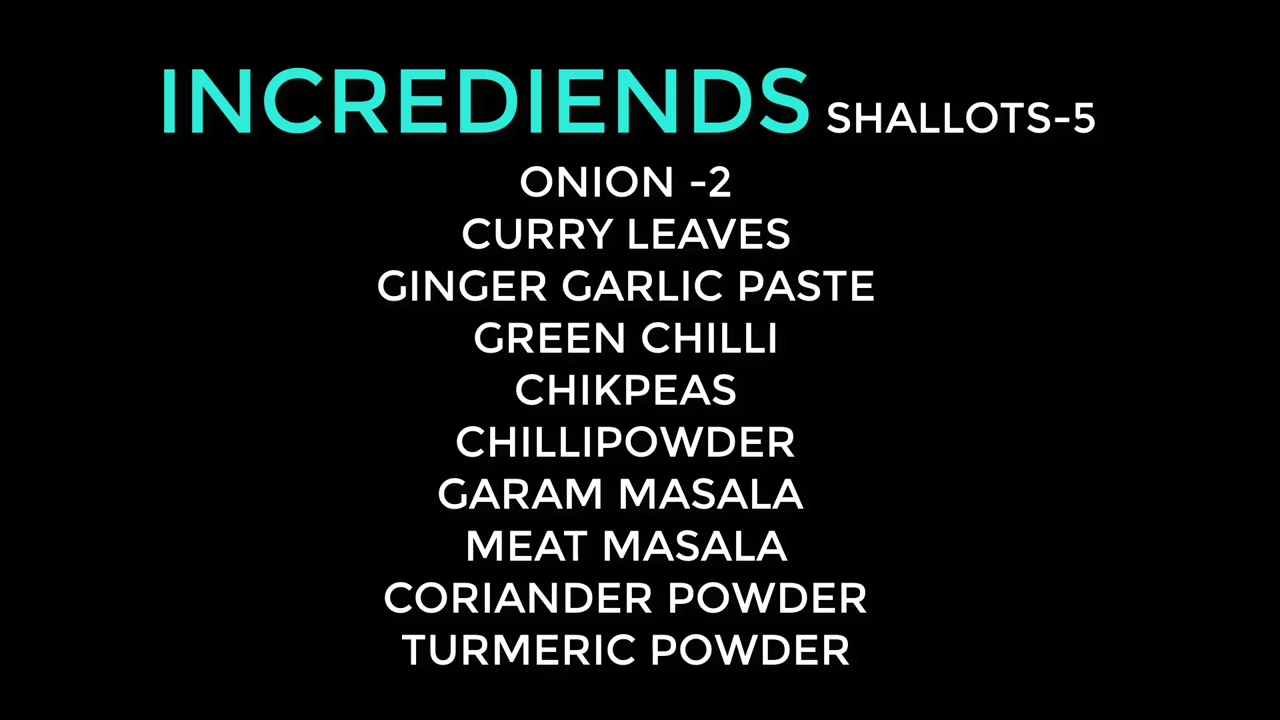 INCREDIENDS SHALLOTS-5
ONION -2
CURRY LEAVES
GINGER GARLIC PASTE
GREEN CHILLI
CHIKPEAS
CHILLIPOWDER
GARAM MASALA
MEAT MASALA
CORIANDER POWDER
TURMERIC POWDER